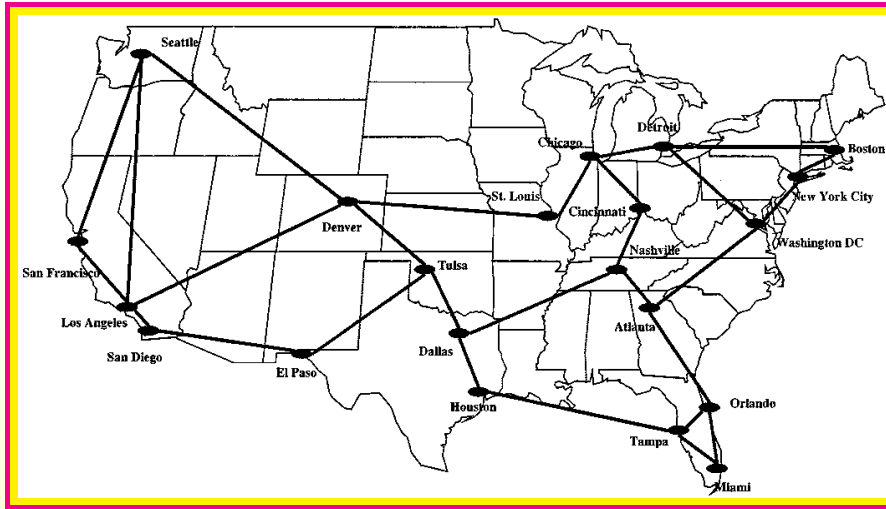 Seattle
Detroit
Chicago
Boston
St. Louis
Cincinnati
New York City
Denver
Washington DC
Nashville
San Francisco
Tulsa
Los Angeles
Atlanta
Dallas
San Diego
El Paso
Houston
Orlando
Tampa
Miami